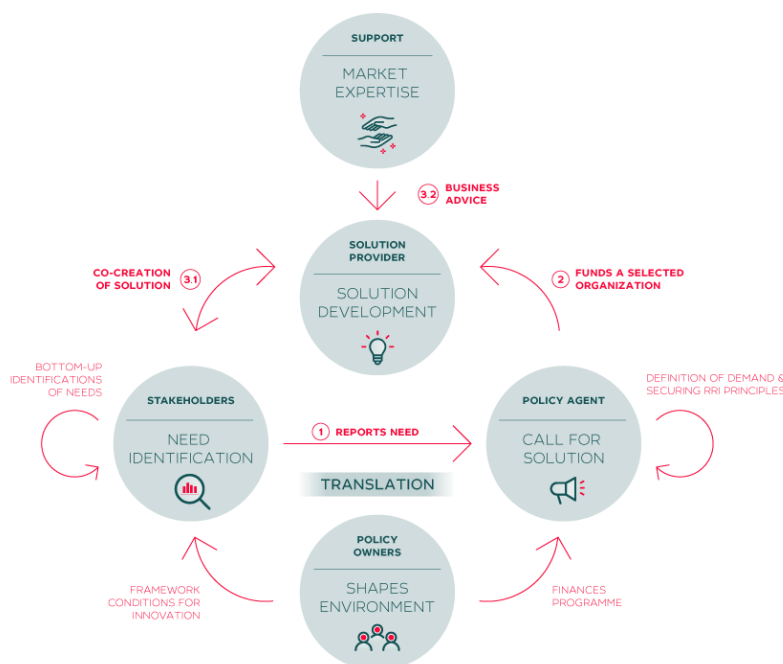 SUPPORT
MARKET
EXPERTISE
3.2 BUSINESS
ADVICE
SOLUTION
PROVIDER
SOLUTION
DEVELOPMENT
CO-CREATION
OF SOLUTION 3.1
2 FUNDS A SELECTED
ORGANIZATION
BOTTOM-UP
IDENTIFICATIONS
OF NEEDS
STAKEHOLDERS
NEED
IDENTIFICATION
1 REPORTS NEED
TRANSLATION
POLICY AGENT
CALL FOR
SOLUTION
DEFINITION OF DEMAND &
SECURING RRI PRINCIPLES
POLICY
OWNERS
SHAPES
ENVIRONMENT
FRAMEWORK
CONDITIONS FOR
INNOVATION
FINANCES
PROGRAMME